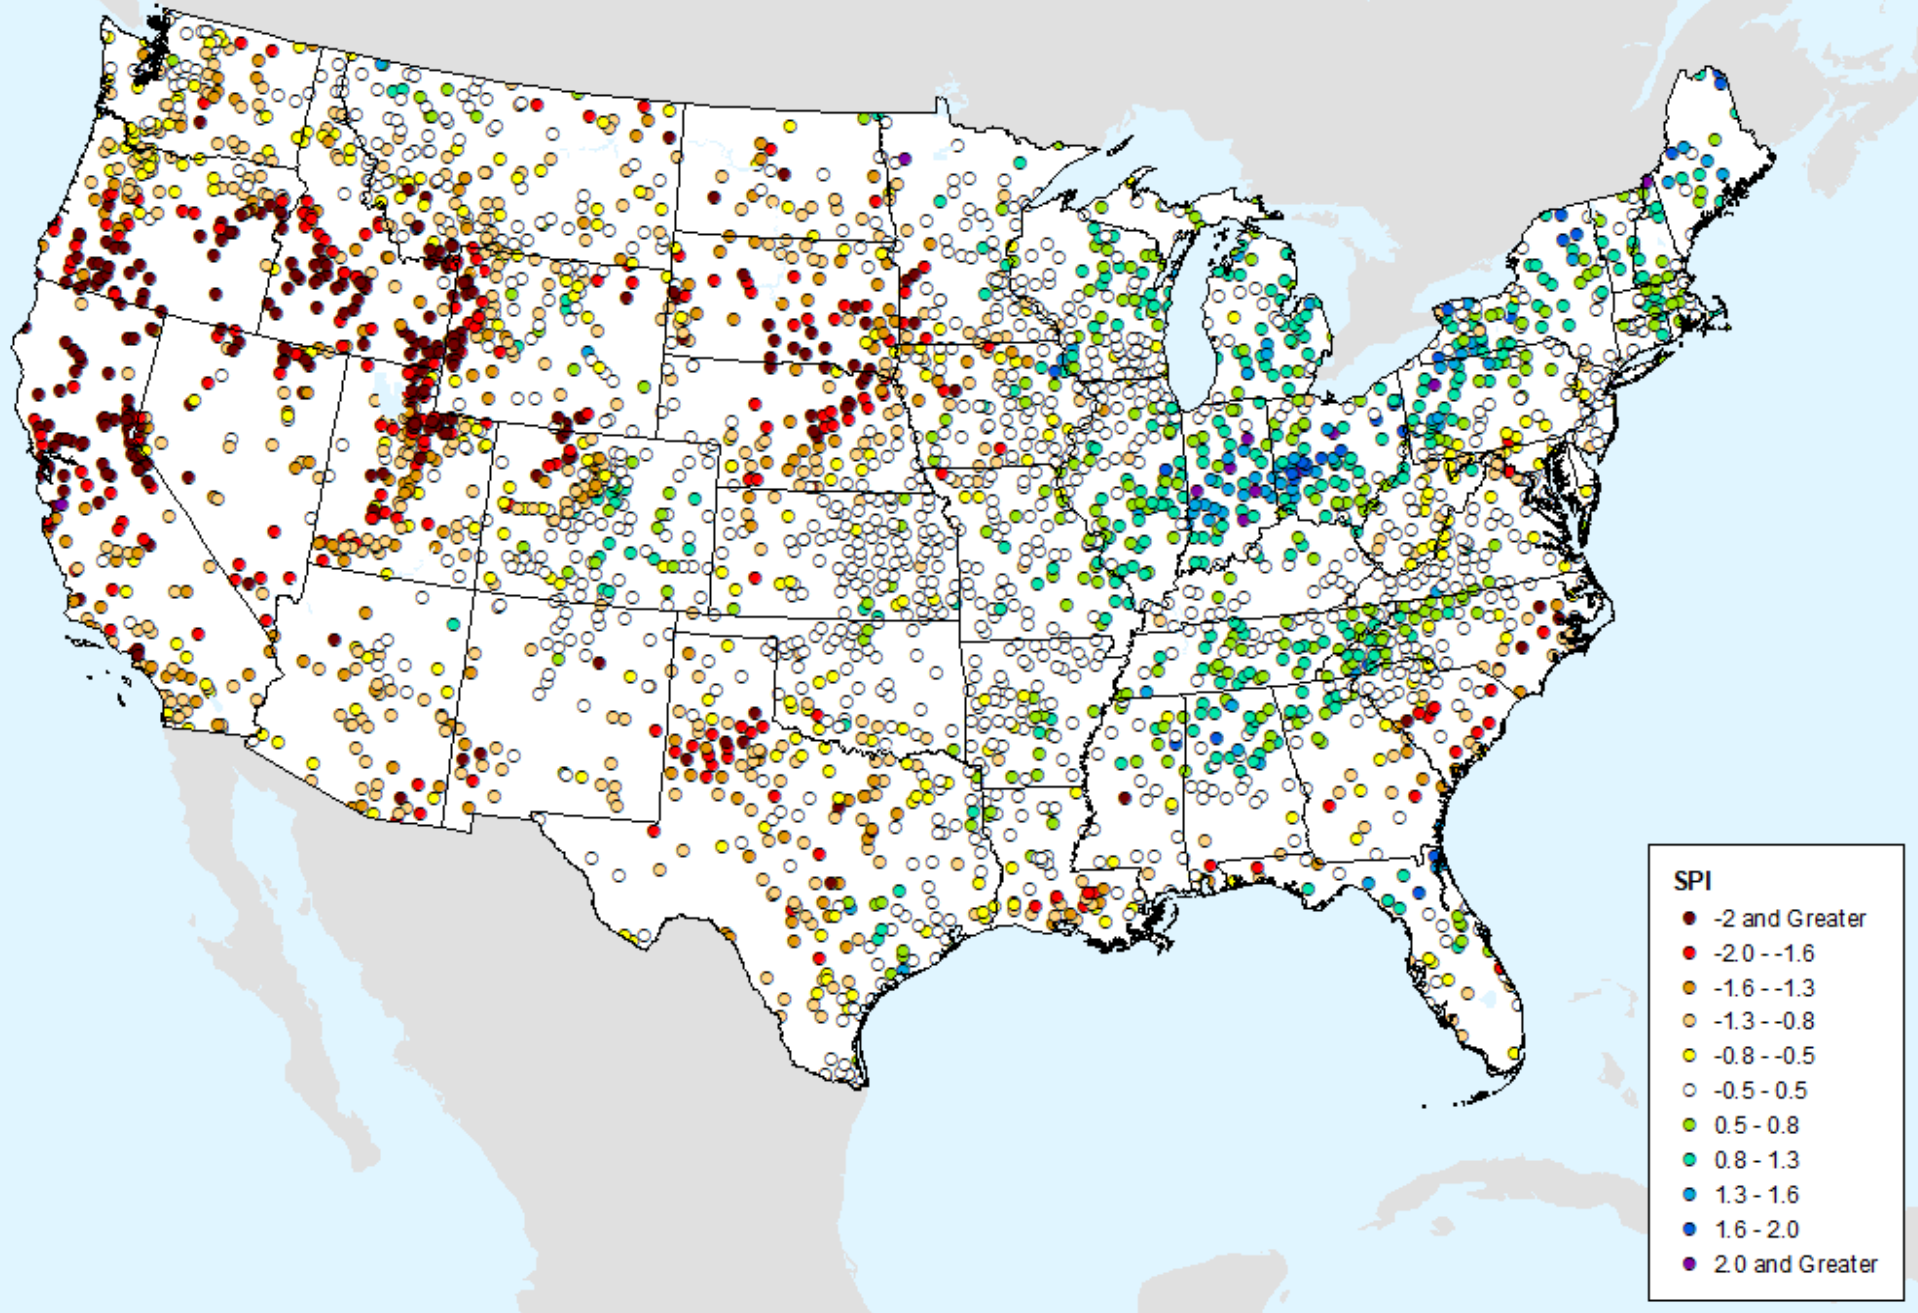 SPI
-2 and Greater
-2.0 - -1.6
-1.6 - -1.3
-1.3 - -0.8
-0.8 - -0.5
-0.5 - 0.5
0.5 - 0.8
0.8 - 1.3
1.3 - 1.6
1.6 - 2.0
2.0 and Greater